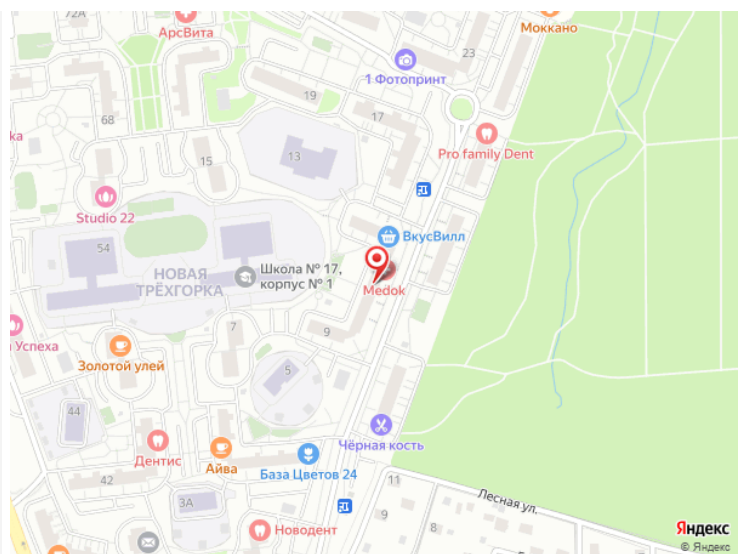 72А
АрсВита
Моккано
23
1 Фотопринт
19
17
68
ka
Pro family Dent
15
13
Studio 22
ВкусВилл
54
НОВАЯ
ТРЁХГОРКА
Школа № 17,
корпус № 1
Medok
7
9
Успеха
Золотой улей
5
44
Чёрная кость
Дентис
Айва
База Цветов 24
42
11
Лесная ул.
3А
9
8
Новодент
Яндекс
© Яндекс